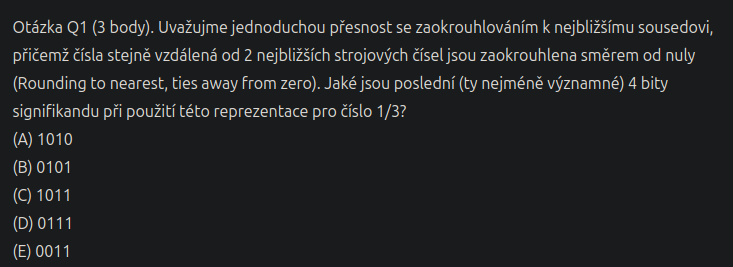 Otázka Q1 (3 body). Uvažujme jednoduchou přesnost se zaokrouhlováním k nejbližšímu sousedovi,
přičemž čísla stejně vzdálená od 2 nejbližších strojových čísel jsou zaokrouhlena směrem od nuly
(Rounding to nearest, ties away from zero). Jaké jsou poslední (ty nejméně významné) 4 bity
signifikandu při použití této reprezentace pro číslo 1/3?
(A) 1010
(B) 0101
(C) 1011
(D) 0111
(E) 0011